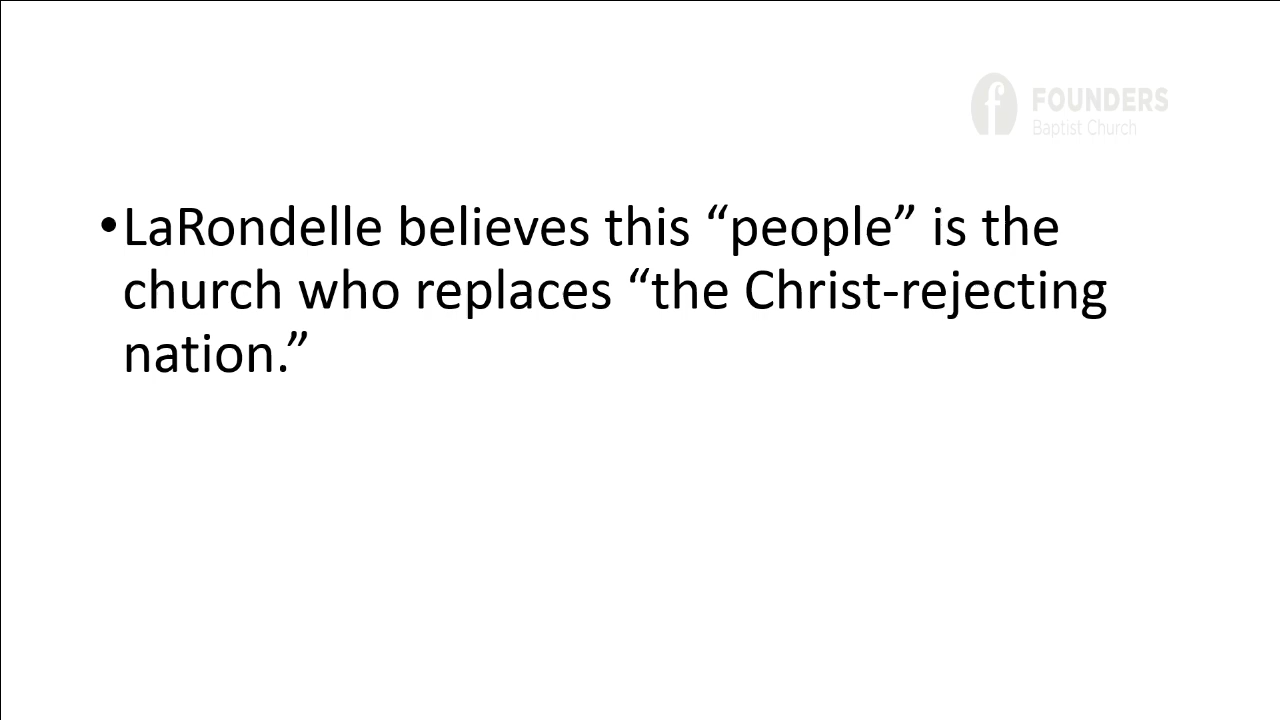 FOUNDERS
Baptist Church
•LaRondelle believes this “people” is the
church who replaces “the Christ-rejecting
nation.”